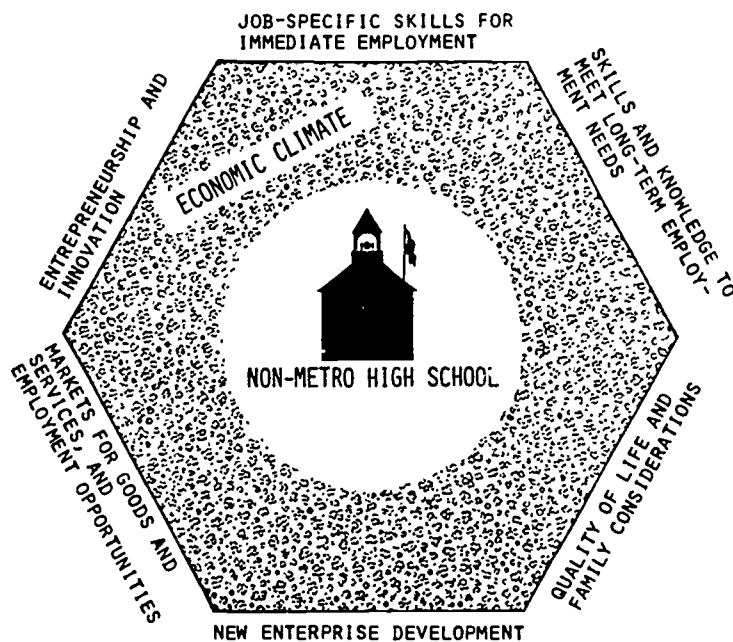 JOB-SPECIFIC SKILLS FOR
IMMEDIATE EMPLOYMENT
SKILLS AND KNOWLEDGE TO
MEET LONG-TERM EMPLOY-
MENT NEEDS
ENTREPRENEURSHIP AND
INNOVATION
ECONOMIC CLIMATE
NON-METRO HIGH SCHOOL
MARKETS FOR GOODS AND
SERVICES, AND
EMPLOYMENT OPPORTUNITIES
QUALITY OF LIFE AND
FAMILY CONSIDERATIONS
NEW ENTERPRISE DEVELOPMENT